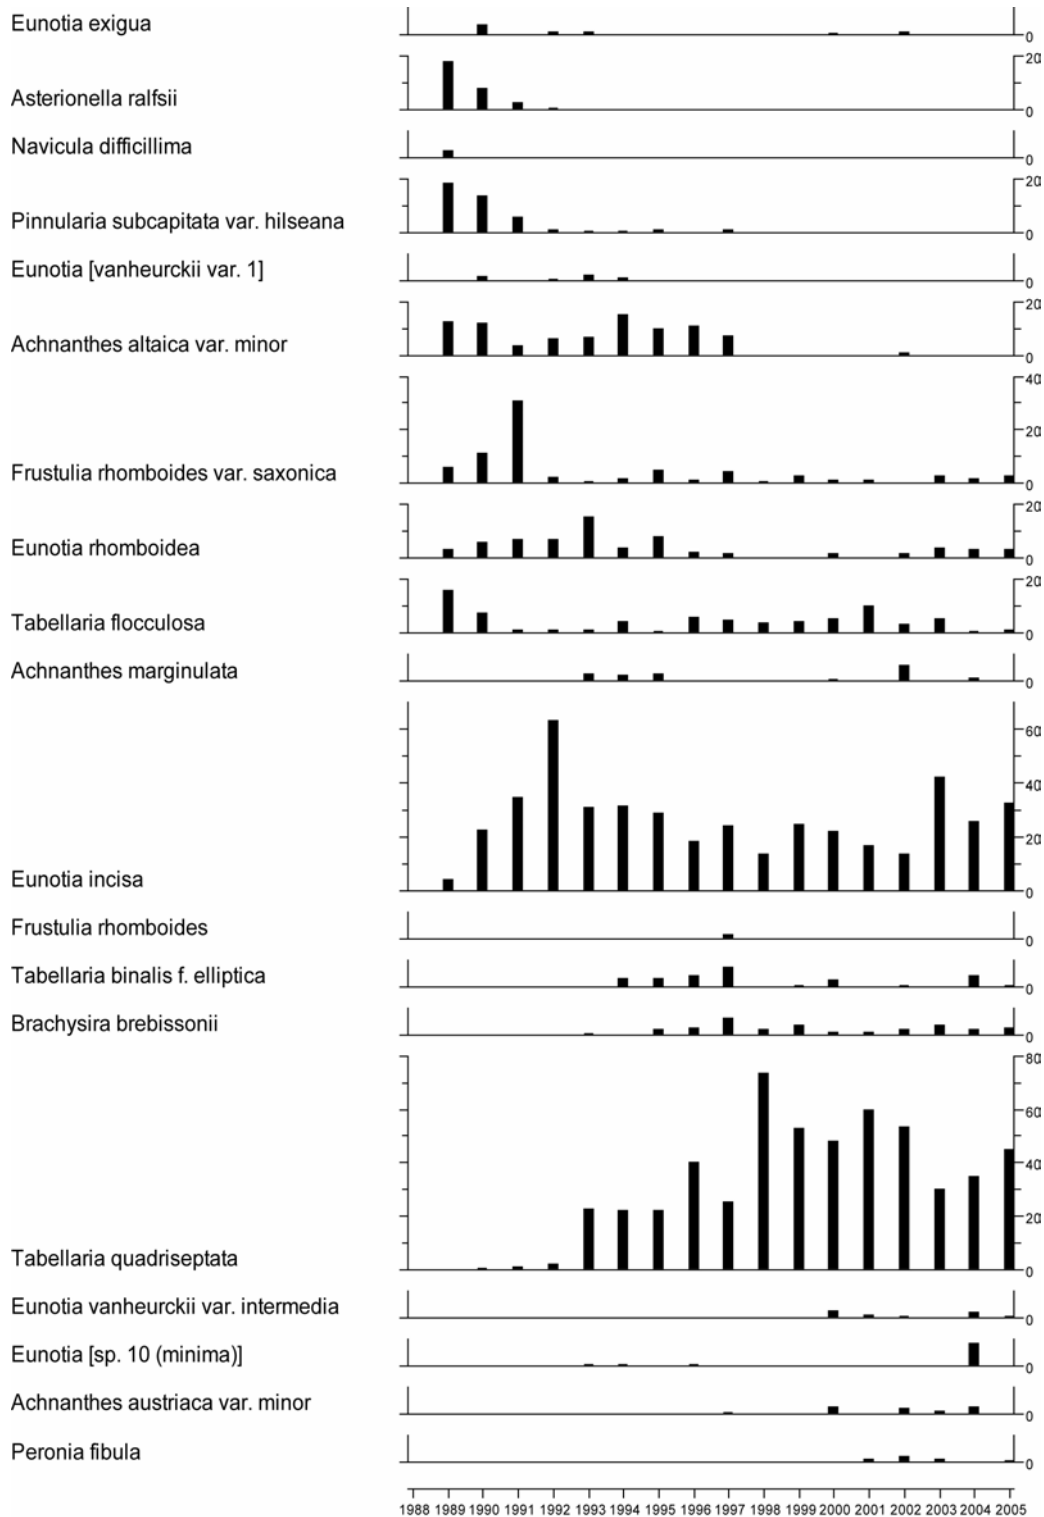 Eunotia exigua
0
20
Asterionella ralfsii
0
Navicula difficillima
0
20
Pinnularia subcapitata var. hilseana
0
Eunotia [vanheurckii var. 1]
0
20
Achnanthes altaica var. minor
0
40
20
Frustulia rhomboides var. saxonica
0
20
Eunotia rhomboidea
0
20
Tabellaria flocculosa
0
Achnanthes marginulata
0
60
40
20
Eunotia incisa
0
Frustulia rhomboides
0
Tabellaria binalis f. elliptica
0
Brachysira brebissonii
0
80
60
40
20
Tabellaria quadriseptata
0
Eunotia vanheurckii var. intermedia
0
Eunotia [sp. 10 (minima)]
0
Achnanthes austriaca var. minor
0
Peronia fibula
0
1988 1989 1990 1991 1992 1993 1994 1995 1996 1997 1998 1999 2000 2001 2002 2003 2004 2005